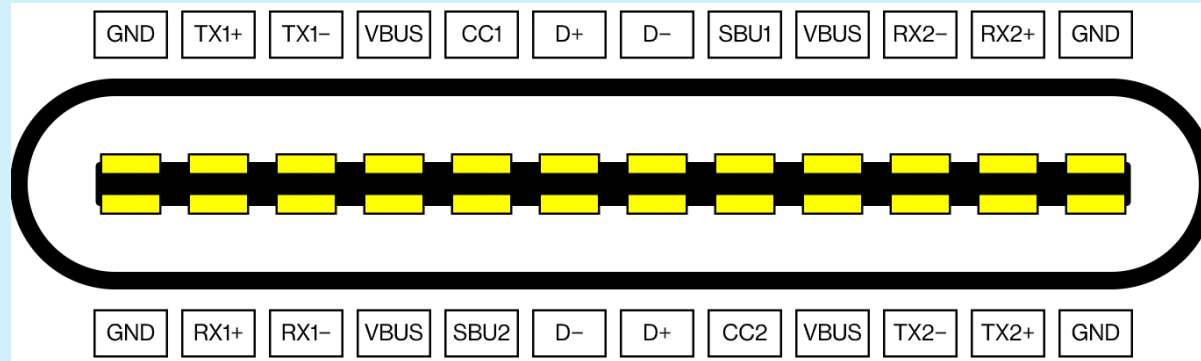 GND TX1+ TX1− VBUS CC1 D+ D− SBU1 VBUS RX2− RX2+ GND
GND RX1+ RX1− VBUS SBU2 D− D+ CC2 VBUS TX2− TX2+ GND